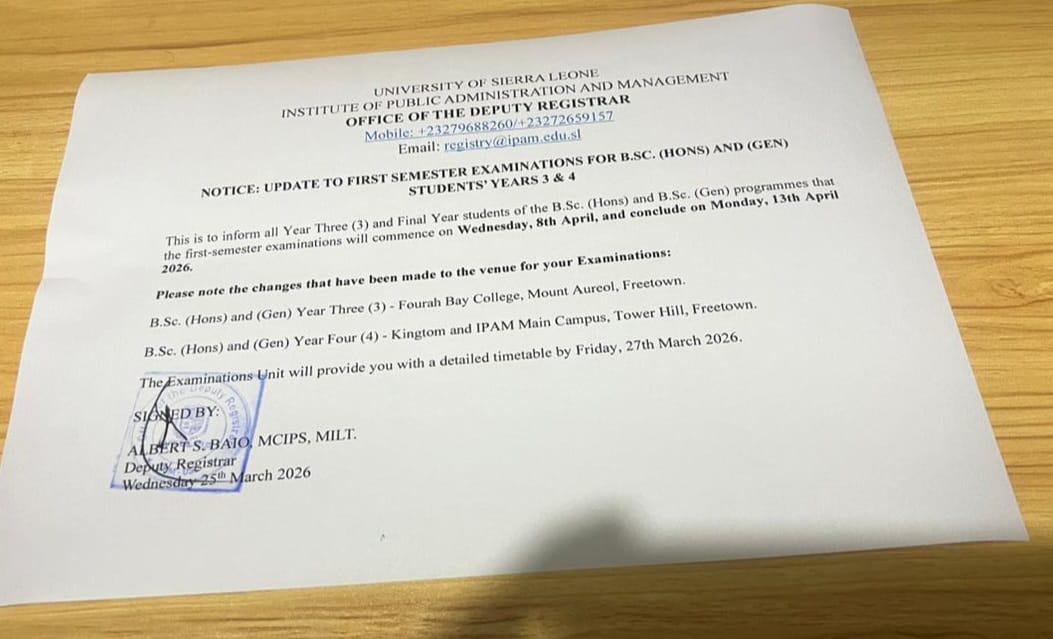 UNIVERSITY OF SIERRA LEONE
INSTITUTE OF PUBLIC ADMINISTRATION AND MANAGEMENT
OFFICE OF THE DEPUTY REGISTRAR
Mobile: +23279688260/+23272659157
Email: registry@ipam.edu.sl
NOTICE: UPDATE TO FIRST SEMESTER EXAMINATIONS FOR B.SC. (HONS) AND (GEN)
STUDENTS' YEARS 3 & 4
This is to inform all Year Three (3) and Final Year students of the B.Sc. (Hons) and B.Sc. (Gen) programmes that
the first-semester examinations will commence on Wednesday, 8th April, and conclude on Monday, 13th April
2026.
Please note the changes that have been made to the venue for your Examinations:
B.Sc. (Hons) and (Gen) Year Three (3) - Fourah Bay College, Mount Aureol, Freetown.
B.Sc. (Hons) and (Gen) Year Four (4) - Kingtom and IPAM Main Campus, Tower Hill, Freetown.
The Examinations Unit will provide you with a detailed timetable by Friday, 27th March 2026.
the Deputy Registr
SIGNED BY:
ALBERT S. BAIO, MCIPS, MILT.
Deputy Registrar
Wednesday 25th March 2026